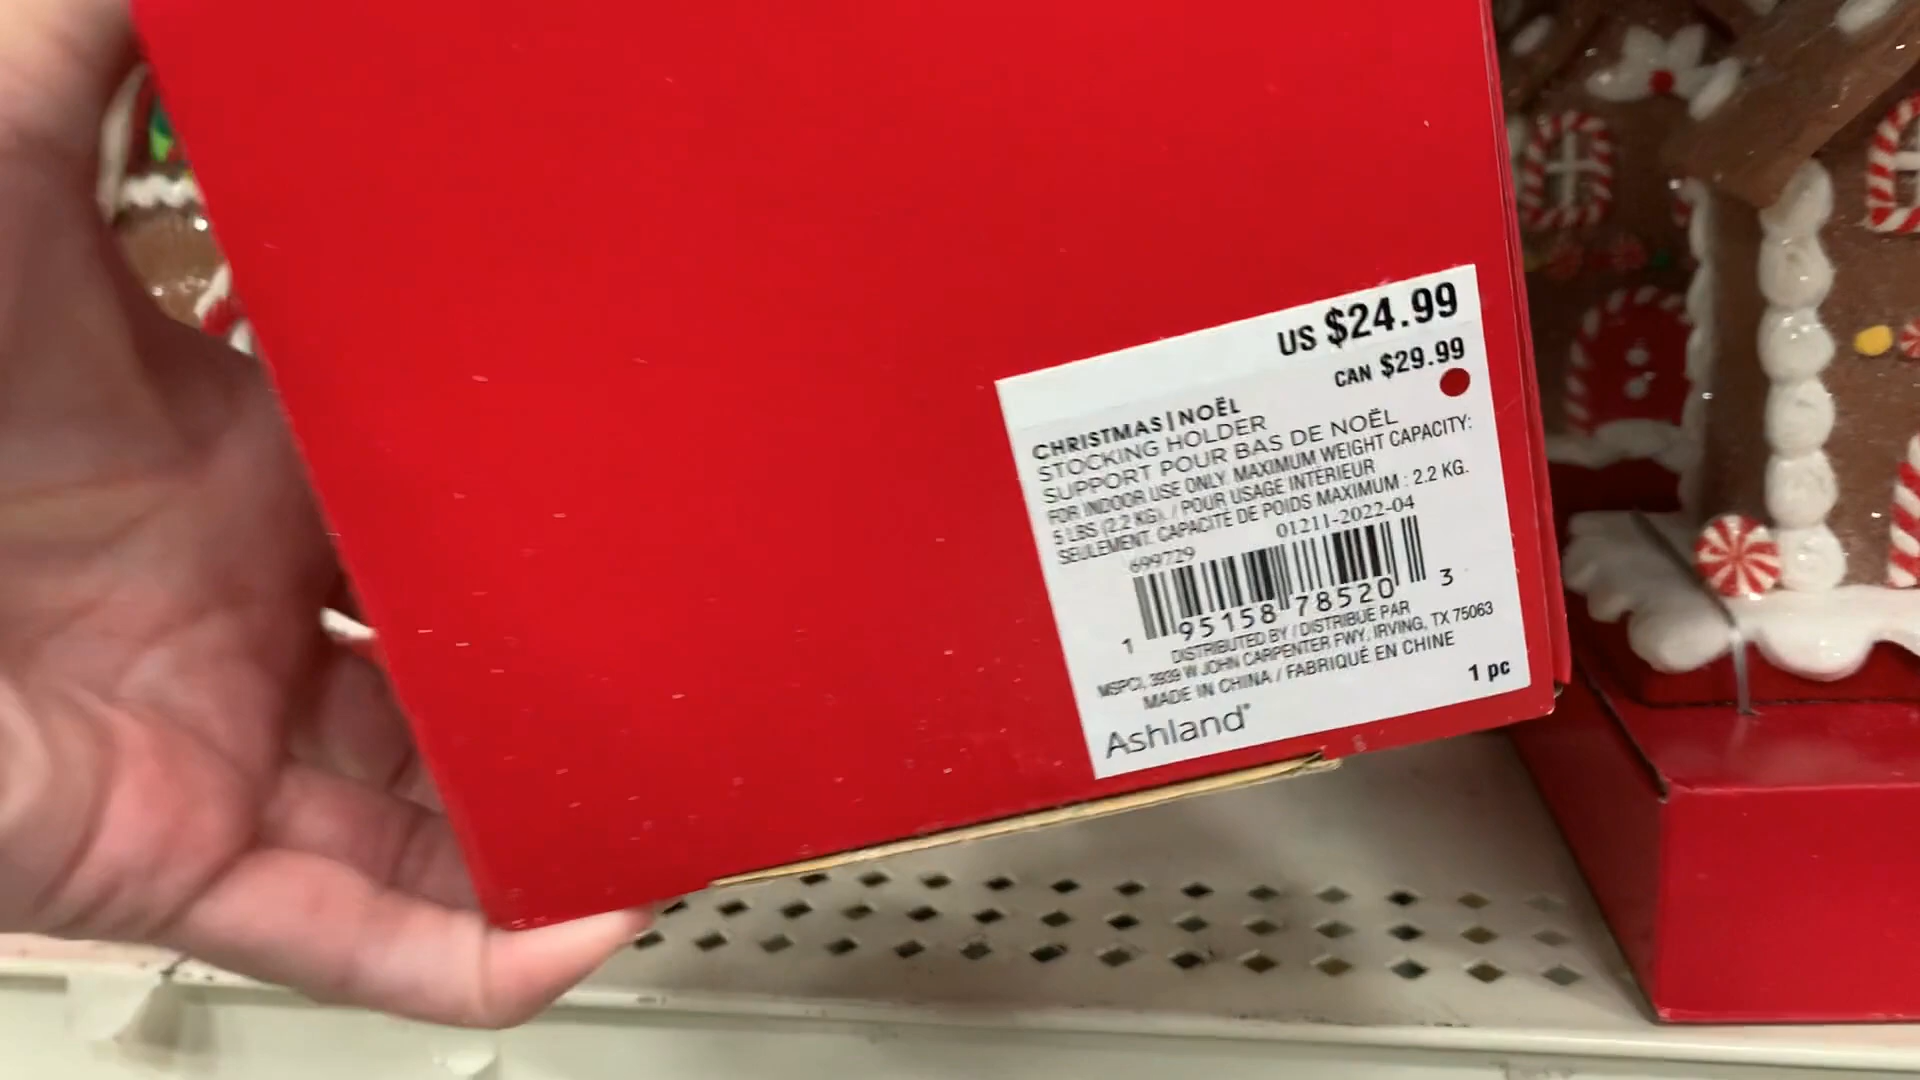 US $24.99
CAN $29.99
CHRISTMAS | NOËL
STOCKING HOLDER
SUPPORT POUR BAS DE NOËL
FOR INDOOR USE ONLY. MAXIMUM WEIGHT CAPACITY:
5 LBS (2.2 KG). / POUR USAGE INTÉRIEUR
SEULEMENT. CAPACITÉ DE POIDS MAXIMUM : 2.2 KG.
699729 01211-2022-04
1 95158 78520 3
DISTRIBUTED BY / DISTRIBUÉ PAR
MSPCI, 3939 W JOHN CARPENTER FWY, IRVING, TX 75063
MADE IN CHINA / FABRIQUÉ EN CHINE
1 pc
Ashland®